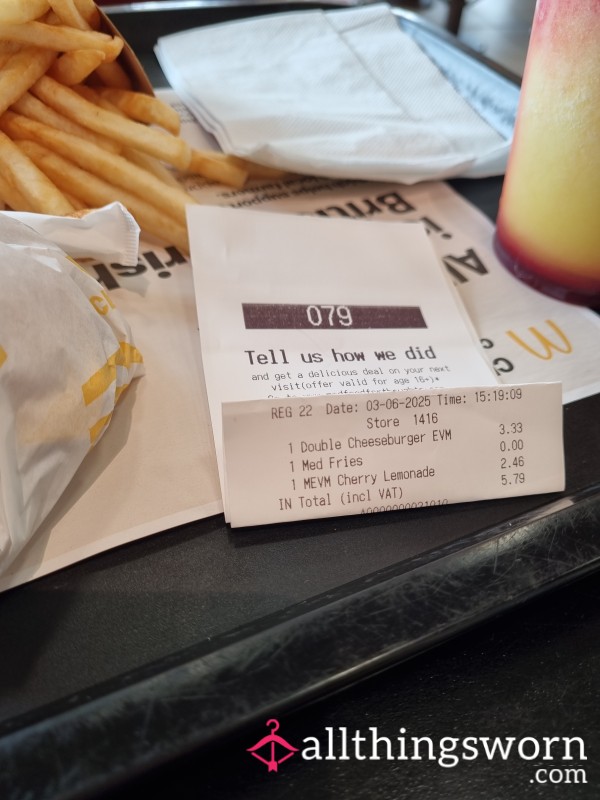 079
Tell us how we did
and get a delicious deal on your next
visit(offer valid for age 16+)*
REG 22 Date: 03-06-2025 Time: 15:19:09
Store 1416
1 Double Cheeseburger EVM 3.33
1 Med Fries 0.00
1 MEVM Cherry Lemonade 2.46
IN Total (incl VAT) 5.79
allthingsworn
.com